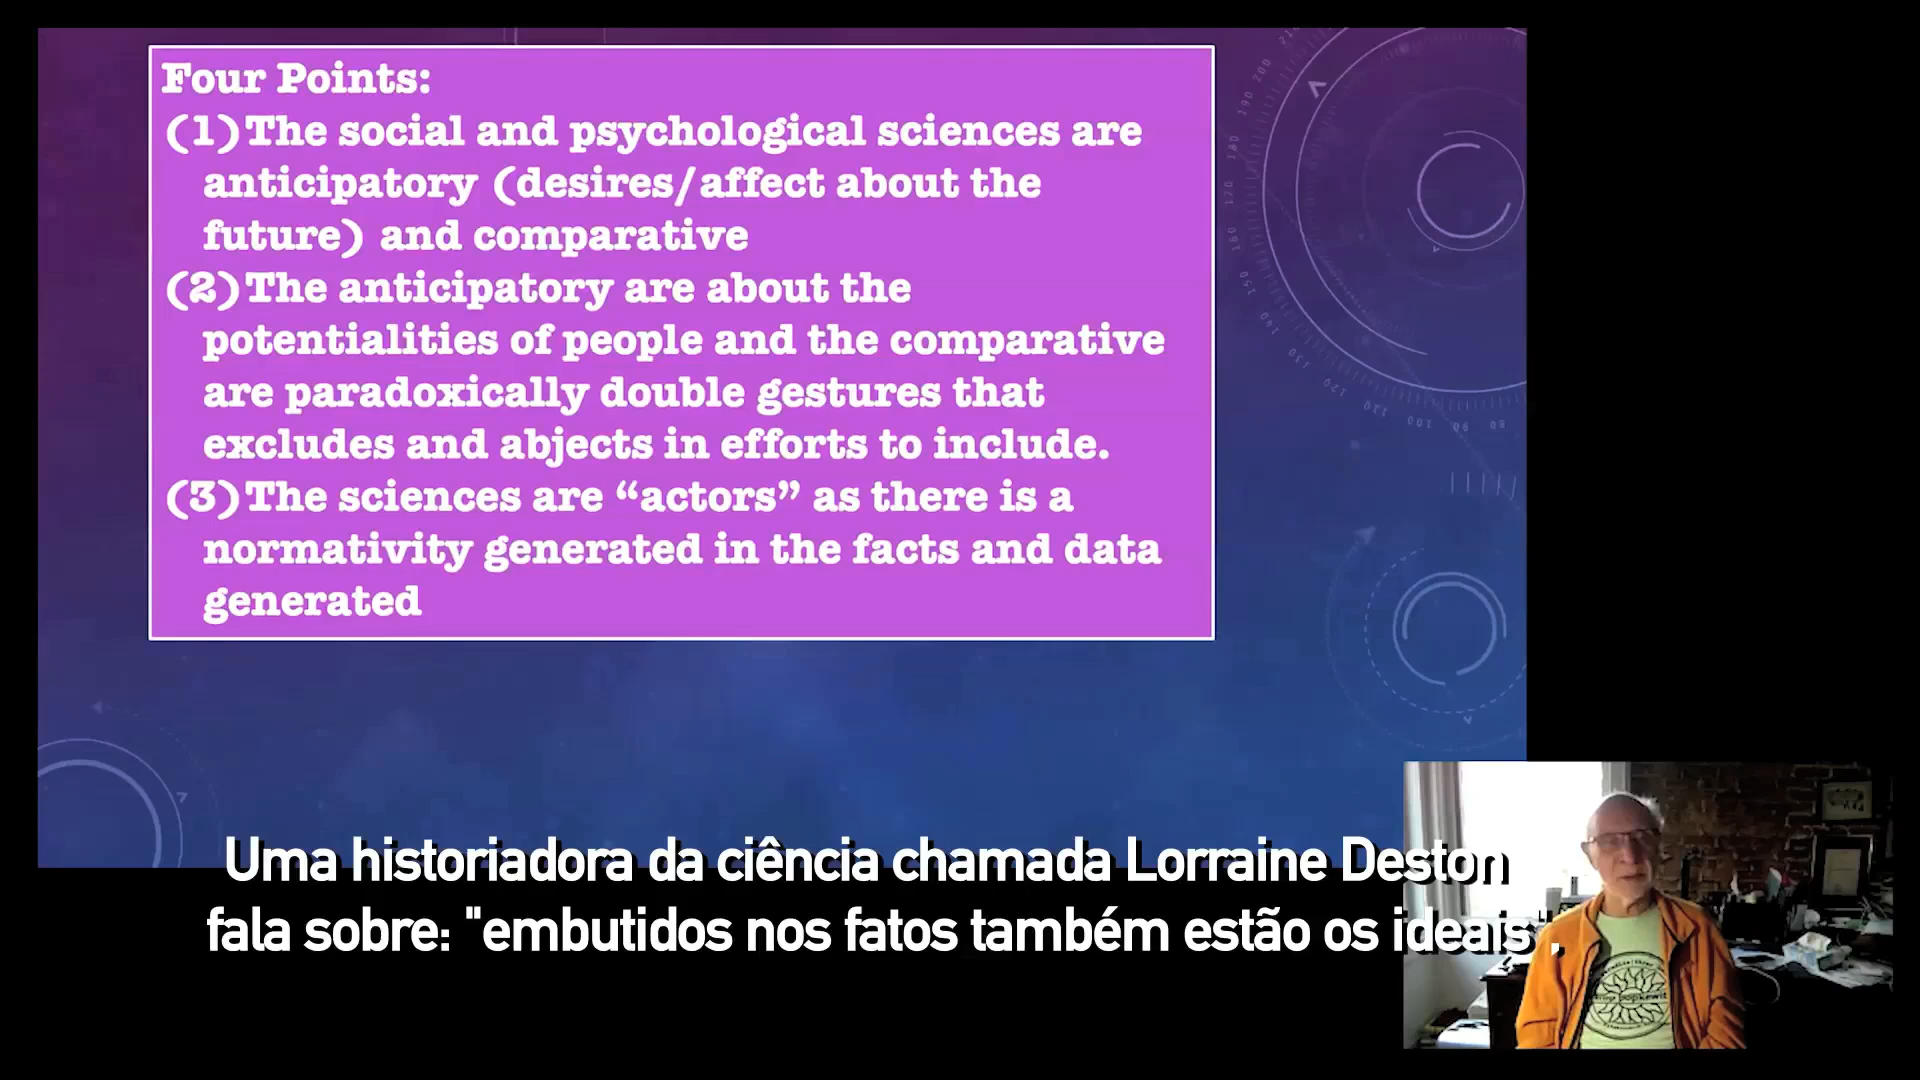 Four Points:
(1)The social and psychological sciences are
anticipatory (desires/affect about the
future) and comparative
(2)The anticipatory are about the
potentialities of people and the comparative
are paradoxically double gestures that
excludes and abjects in efforts to include.
(3)The sciences are “actors” as there is a
normativity generated in the facts and data
generated
Uma historiadora da ciência chamada Lorraine Deston
fala sobre: "embutidos nos fatos também estão os ideais",